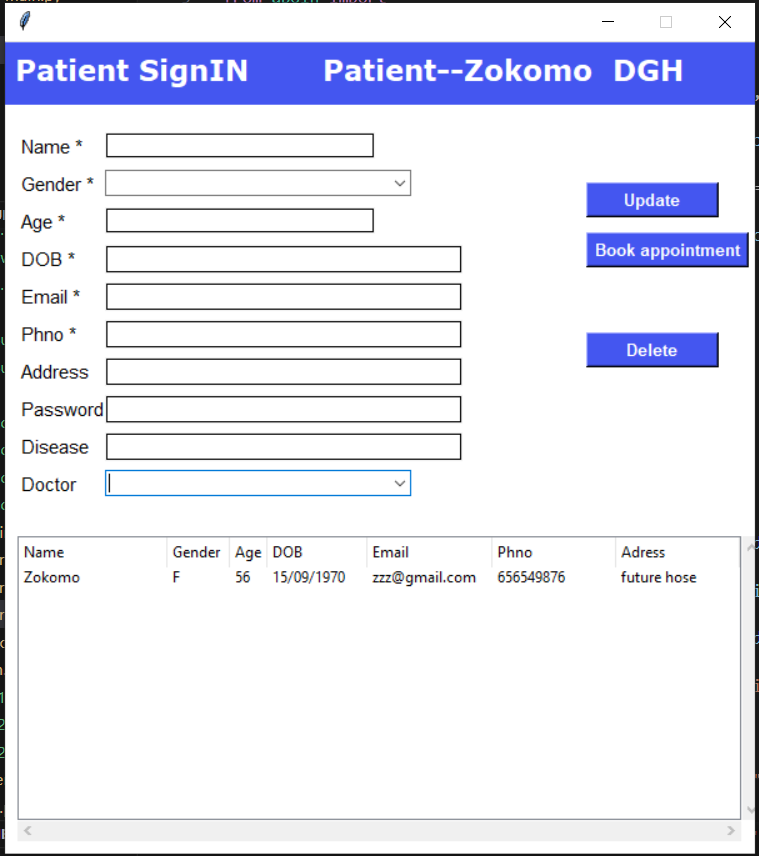 Patient SignIN Patient--Zokomo DGH
Name *
Gender *
Age *
DOB *
Email *
Phno *
Address
Password
Disease
Doctor
Update
Book appointment
Delete
Name Gender Age DOB Email Phno Adress
Zokomo F 56 15/09/1970 zzz@gmail.com 656549876 future hose